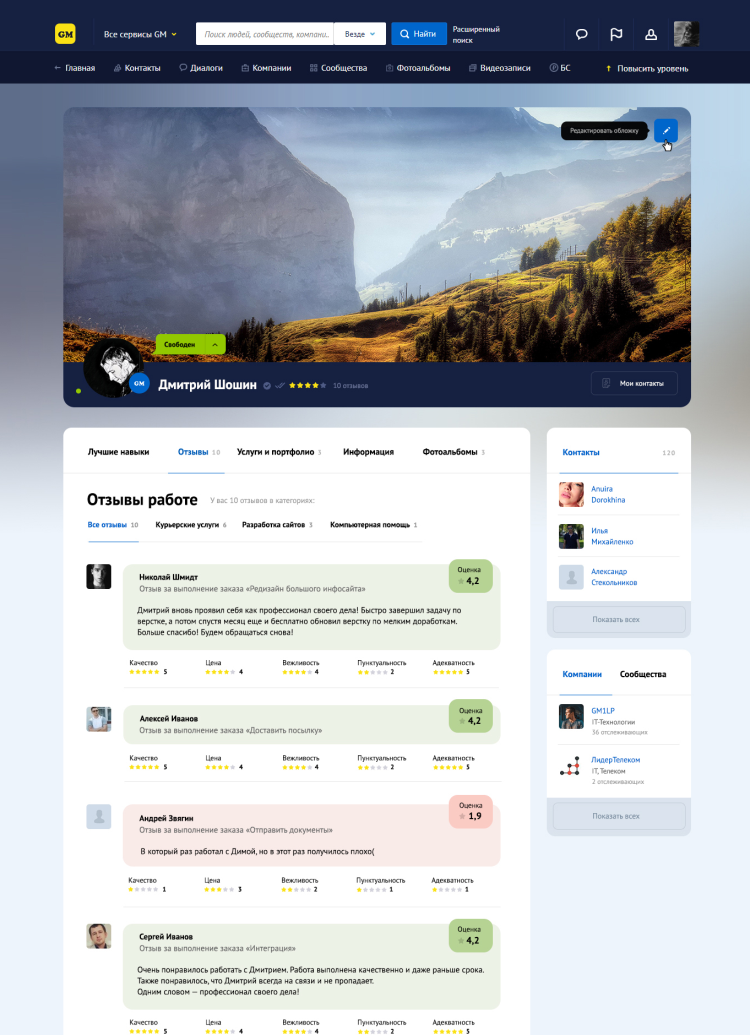 GM
Все сервисы GM
Поиск людей, сообществ, компани..
Везде
Найти
Расширенный
поиск
Главная
Контакты
Диалоги
Компании
Сообщества
Фотоальбомы
Видеозаписи
БС
Повысить уровень
Редактировать обложку
Свободен
GM
Дмитрий Шошин
10 отзывов
Мои контакты
Лучшие навыки
Отзывы 10
Услуги и портфолио 3
Информация
Фотоальбомы 3
Контакты
120
Anuira
Dorokhina
Илья
Михайленко
Александр
Стекольников
Показать всех
Отзывы работе
У вас 10 отзывов в категориях:
Все отзывы 10
Курьерские услуги 6
Разработка сайтов 3
Компьютерная помощь 1
Николай Шмидт
Отзыв за выполнение заказа «Редизайн большого инфосайта»
Оценка
4,2
Дмитрий вновь проявил себя как профессионал своего дела! Быстро завершил задачу по
верстке, а потом спустя месяц еще и бесплатно обновил верстку по мелким доработкам.
Больше спасибо! Будем обращаться снова!
Качество
5
Цена
4
Вежливость
4
Пунктуальность
2
Адекватность
5
Компании
Сообщества
GM1LP
IT-Технологии
36 отслеживающих
ЛидерТелеком
IT, Телеком
2 отслеживающих
Показать всех
Алексей Иванов
Отзыв за выполнение заказа «Доставить посылку»
Оценка
4,2
Качество
5
Цена
4
Вежливость
4
Пунктуальность
2
Адекватность
5
Андрей Звягин
Отзыв за выполнение заказа «Отправить документы»
Оценка
1,9
В который раз работал с Димой, но в этот раз получилось плохо(
Качество
1
Цена
3
Вежливость
2
Пунктуальность
1
Адекватность
1
Сергей Иванов
Отзыв за выполнение заказа «Интеграция»
Оценка
4,2
Очень понравилось работать с Дмитрием. Работа выполнена качественно и даже раньше срока.
Также понравилось, что Дмитрий всегда на связи и не пропадает.
Одним словом — профессионал своего дела!
Качество
5
Цена
4
Вежливость
4
Пунктуальность
2
Адекватность
5